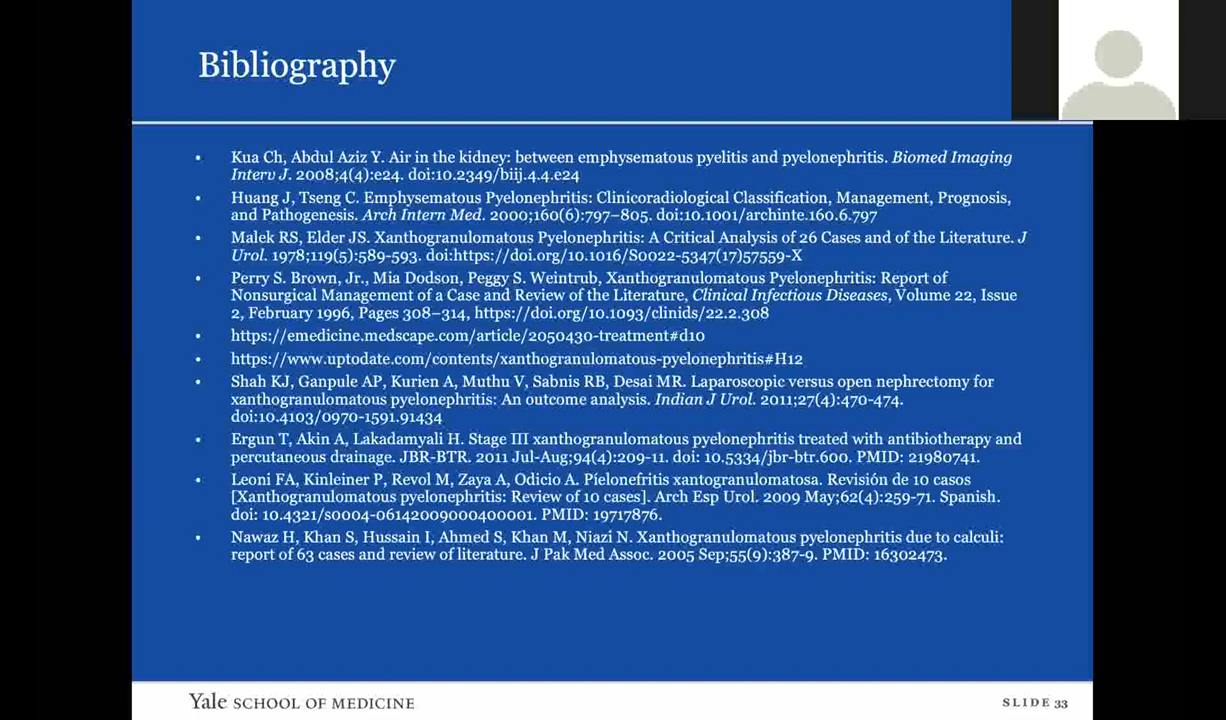 Bibliography
• Kua Ch, Abdul Aziz Y. Air in the kidney: between emphysematous pyelitis and pyelonephritis. Biomed Imaging
Interv J. 2008;4(4):e24. doi:10.2349/biij.4.4.e24
• Huang J, Tseng C. Emphysematous Pyelonephritis: Clinicoradiological Classification, Management, Prognosis,
and Pathogenesis. Arch Intern Med. 2000;160(6):797–805. doi:10.1001/archinte.160.6.797
• Malek RS, Elder JS. Xanthogranulomatous Pyelonephritis: A Critical Analysis of 26 Cases and of the Literature. J
Urol. 1978;119(5):589-593. doi:https://doi.org/10.1016/S0022-5347(17)57559-X
• Perry S. Brown, Jr., Mia Dodson, Peggy S. Weintrub, Xanthogranulomatous Pyelonephritis: Report of
Nonsurgical Management of a Case and Review of the Literature, Clinical Infectious Diseases, Volume 22, Issue
2, February 1996, Pages 308–314, https://doi.org/10.1093/clinids/22.2.308
• https://emedicine.medscape.com/article/2050430-treatment#d10
• https://www.uptodate.com/contents/xanthogranulomatous-pyelonephritis#H12
• Shah KJ, Ganpule AP, Kurien A, Muthu V, Sabnis RB, Desai MR. Laparoscopic versus open nephrectomy for
xanthogranulomatous pyelonephritis: An outcome analysis. Indian J Urol. 2011;27(4):470-474.
doi:10.4103/0970-1591.91434
• Ergun T, Akin A, Lakadamyali H. Stage III xanthogranulomatous pyelonephritis treated with antibiotherapy and
percutaneous drainage. JBR-BTR. 2011 Jul-Aug;94(4):209-11. doi: 10.5334/jbr-btr.600. PMID: 21980741.
• Leoni FA, Kinleiner P, Revol M, Zaya A, Odicio A. Píelonefritis xantogranulomatosa. Revisión de 10 casos
[Xanthogranulomatous pyelonephritis: Review of 10 cases]. Arch Esp Urol. 2009 May;62(4):259-71. Spanish.
doi: 10.4321/s0004-06142009000400001. PMID: 19717876.
• Nawaz H, Khan S, Hussain I, Ahmed S, Khan M, Niazi N. Xanthogranulomatous pyelonephritis due to calculi:
report of 63 cases and review of literature. J Pak Med Assoc. 2005 Sep;55(9):387-9. PMID: 16302473.
Yale SCHOOL OF MEDICINE
SLIDE 33